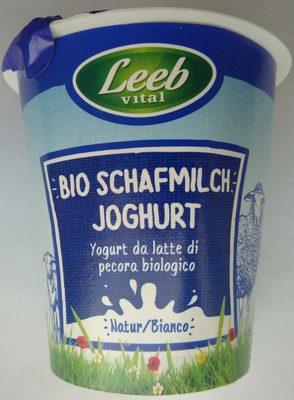 Leeb
vital
BIO SCHAFMILCH
JOGHURT
Yogurt da latte di
pecora biologico
Natur/Bianco